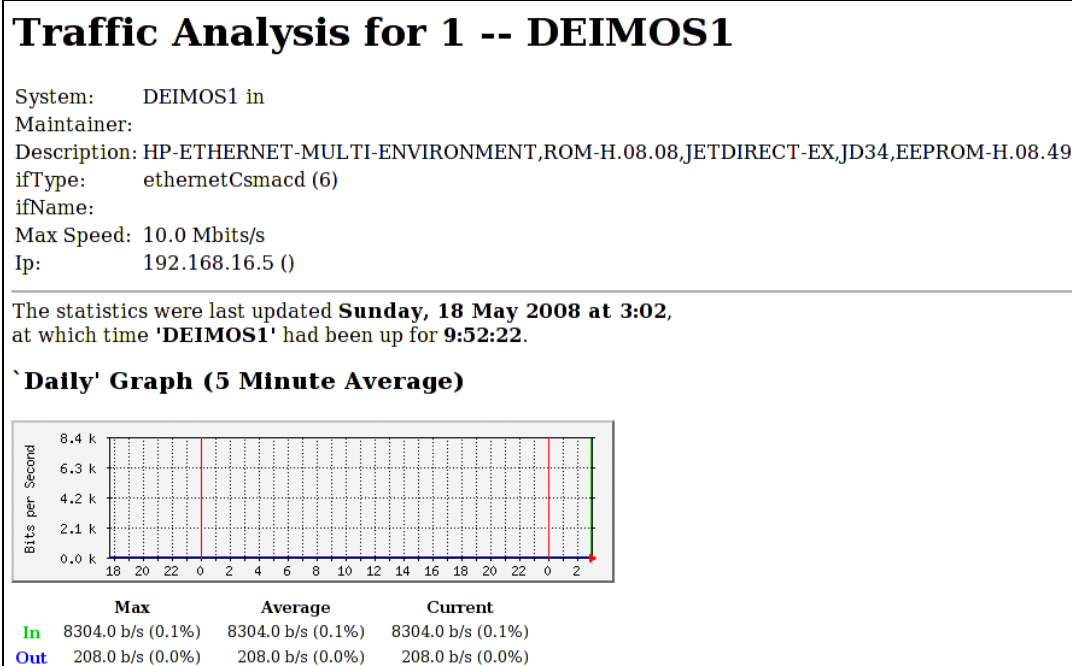 Traffic Analysis for 1 -- DEIMOS1
System: DEIMOS1 in
Maintainer:
Description: HP-ETHERNET-MULTI-ENVIRONMENT,ROM-H.08.08,JETDIRECT-EX,JD34,EEPROM-H.08.49
ifType: ethernetCsmacd (6)
ifName:
Max Speed: 10.0 Mbits/s
Ip: 192.168.16.5 ()
The statistics were last updated Sunday, 18 May 2008 at 3:02,
at which time 'DEIMOS1' had been up for 9:52:22.
`Daily' Graph (5 Minute Average)
Bits per Second
8.4 k
6.3 k
4.2 k
2.1 k
0.0 k
18 20 22 0 2 4 6 8 10 12 14 16 18 20 22 0 2
Max Average Current
In 8304.0 b/s (0.1%) 8304.0 b/s (0.1%) 8304.0 b/s (0.1%)
Out 208.0 b/s (0.0%) 208.0 b/s (0.0%) 208.0 b/s (0.0%)